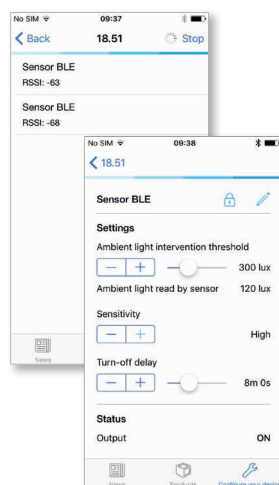 No SIM 09:37
Back 18.51 Stop
Sensor BLE
RSSI: -63
Sensor BLE
RSSI: -68
News
No SIM 09:38
18.51
Sensor BLE
Settings
Ambient light intervention threshold
− + 300 lux
Ambient light read by sensor 120 lux
Sensitivity
− + High
Turn-off delay
− + 8m 0s
Status
Output ON
News Products Configure your device